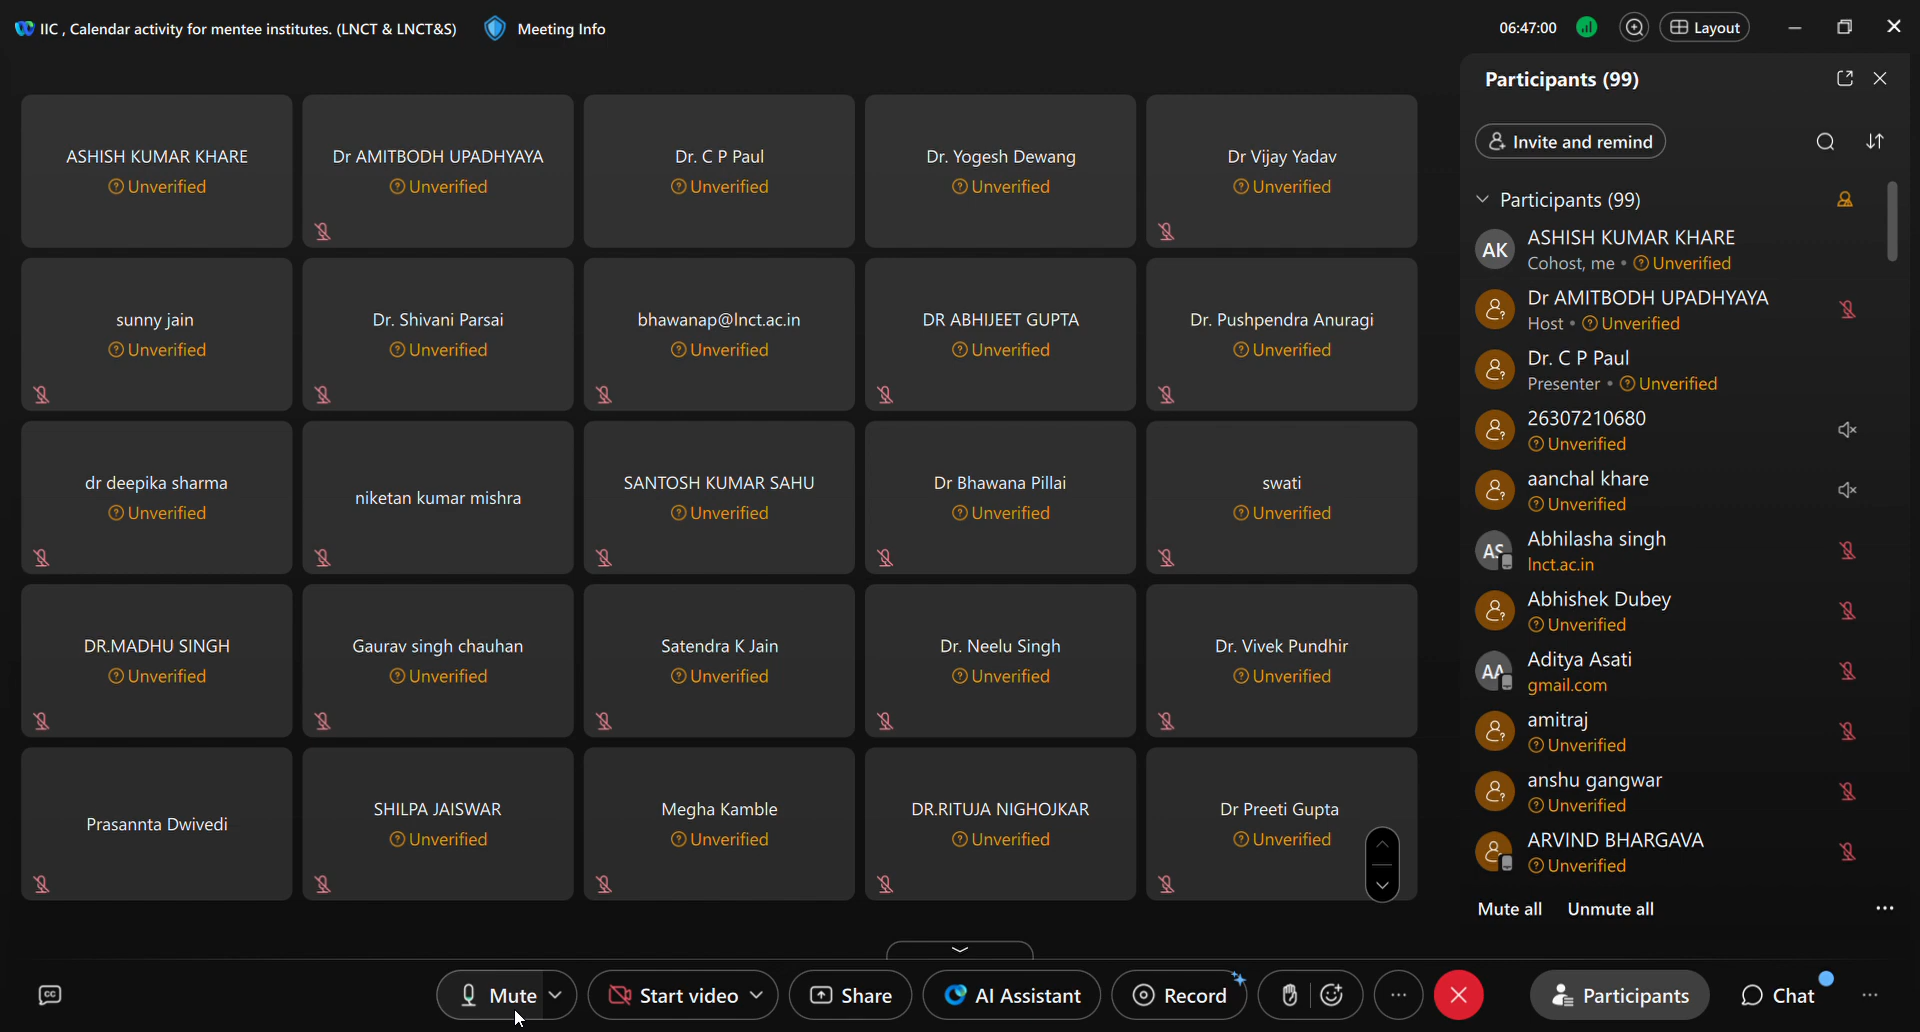 IIC , Calendar activity for mentee institutes. (LNCT & LNCT&S)
Meeting Info
06:47:00
Layout
ASHISH KUMAR KHARE
Unverified
Dr AMITBODH UPADHYAYA
Unverified
Dr. C P Paul
Unverified
Dr. Yogesh Dewang
Unverified
Dr Vijay Yadav
Unverified
sunny jain
Unverified
Dr. Shivani Parsai
Unverified
bhawanap@lnct.ac.in
Unverified
DR ABHIJEET GUPTA
Unverified
Dr. Pushpendra Anuragi
Unverified
dr deepika sharma
Unverified
niketan kumar mishra
SANTOSH KUMAR SAHU
Unverified
Dr Bhawana Pillai
Unverified
swati
Unverified
DR.MADHU SINGH
Unverified
Gaurav singh chauhan
Unverified
Satendra K Jain
Unverified
Dr. Neelu Singh
Unverified
Dr. Vivek Pundhir
Unverified
Prasannta Dwivedi
SHILPA JAISWAR
Unverified
Megha Kamble
Unverified
DR.RITUJA NIGHOJKAR
Unverified
Dr Preeti Gupta
Unverified
Participants (99)
Invite and remind
Participants (99)
AK
ASHISH KUMAR KHARE
Cohost, me • Unverified
Dr AMITBODH UPADHYAYA
Host • Unverified
Dr. C P Paul
Presenter • Unverified
26307210680
Unverified
aanchal khare
Unverified
AS
Abhilasha singh
lnct.ac.in
Abhishek Dubey
Unverified
AA
Aditya Asati
gmail.com
amitraj
Unverified
anshu gangwar
Unverified
ARVIND BHARGAVA
Unverified
Mute all
Unmute all
CC
Mute
Start video
Share
AI Assistant
Record
Participants
Chat